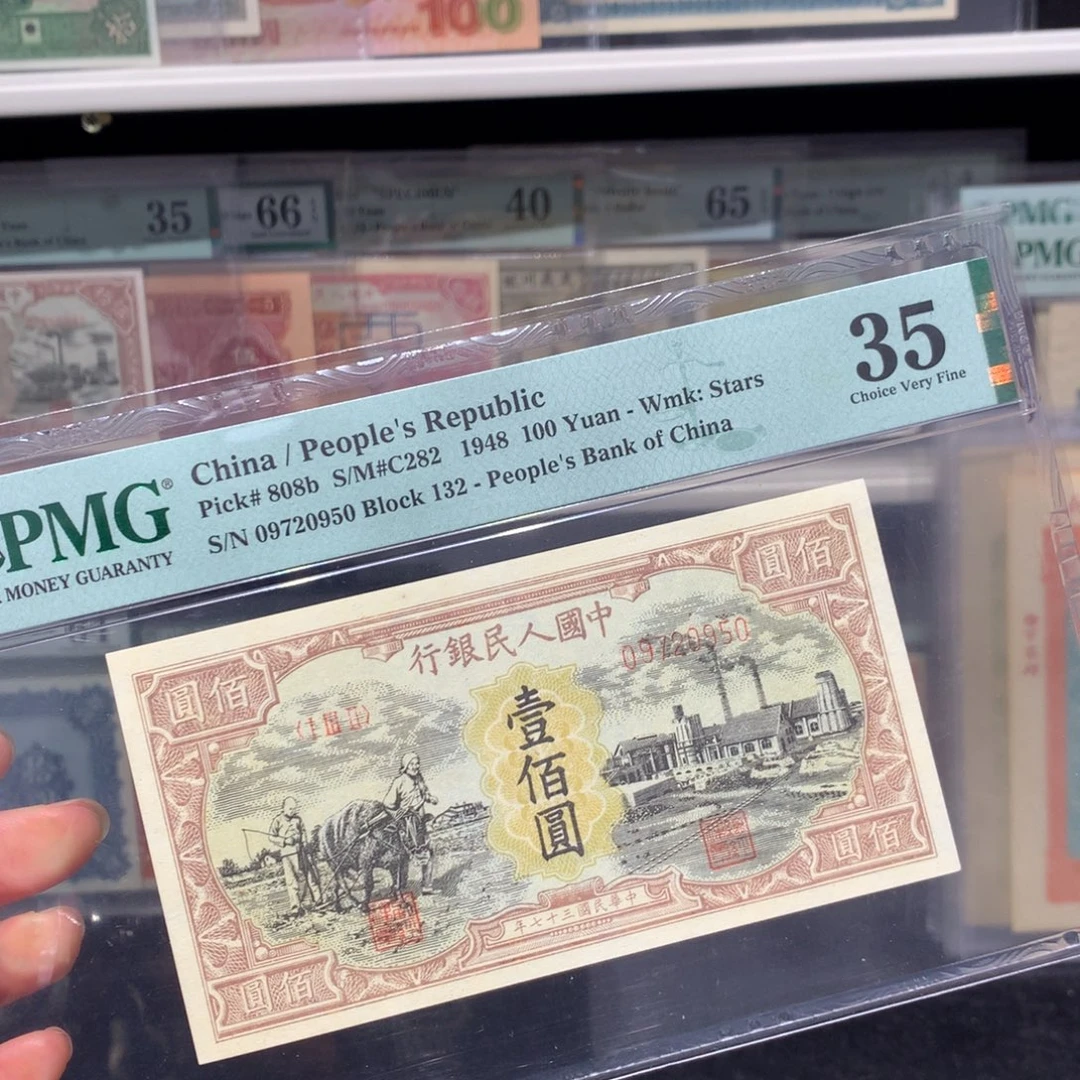 100
35
66
40
65
PMG
PMG
PMG®
MONEY GUARANTY
China / People's Republic
Pick# 808b S/M#C282 1948 100 Yuan - Wmk: Stars
S/N 09720950 Block 132 - People's Bank of China
35
Choice Very Fine
圓佰
行銀民人國中
圓佰
09720950
壹佰圓
年七十三國民華中
圓佰
圓佰